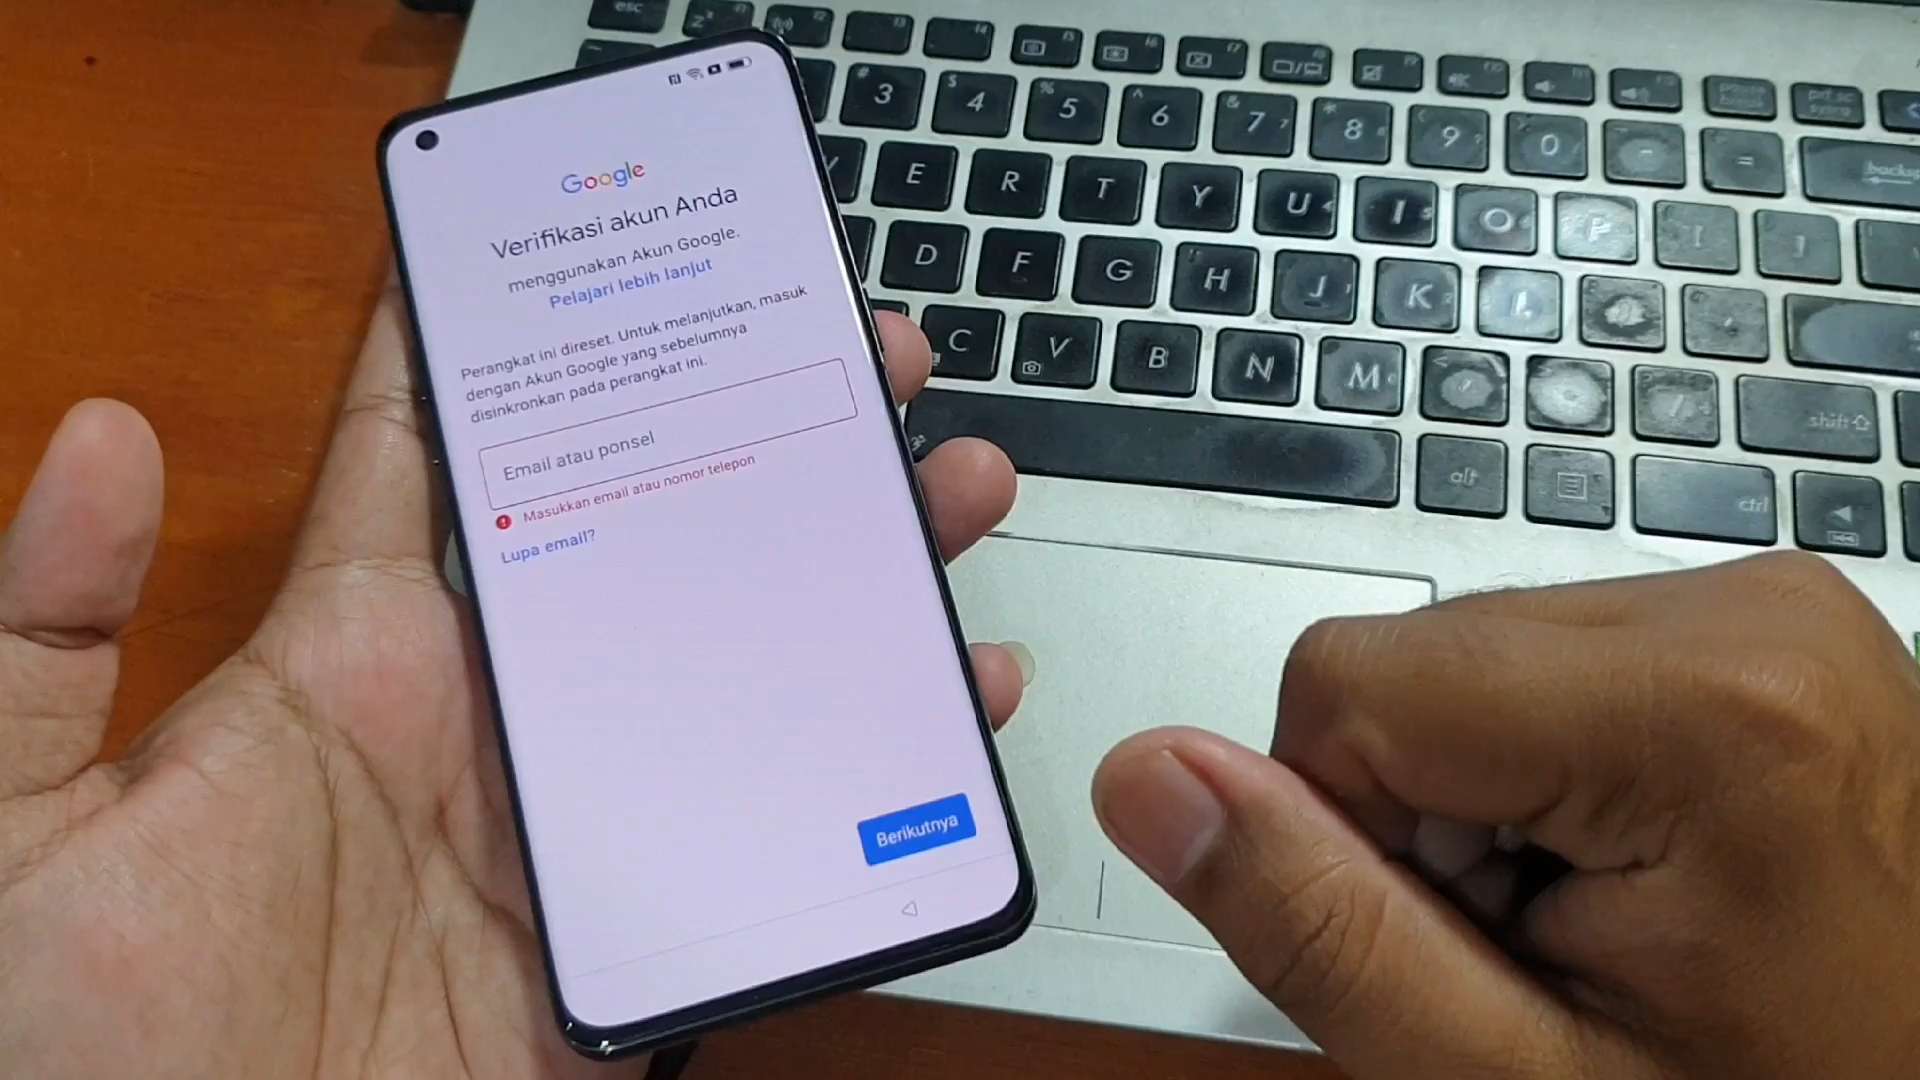 Google
Verifikasi akun Anda
menggunakan Akun Google.
Pelajari lebih lanjut
Perangkat ini direset. Untuk melanjutkan, masuk
dengan Akun Google yang sebelumnya
disinkronkan pada perangkat ini.
Email atau ponsel
Masukkan email atau nomor telepon
Lupa email?
Berikutnya
esc
# 3 $ 4 % 5 ^ 6 & 7 * 8 9 0 - =
E R T Y U I O P
D F G H J K L
C V B N M shift
alt ctrl